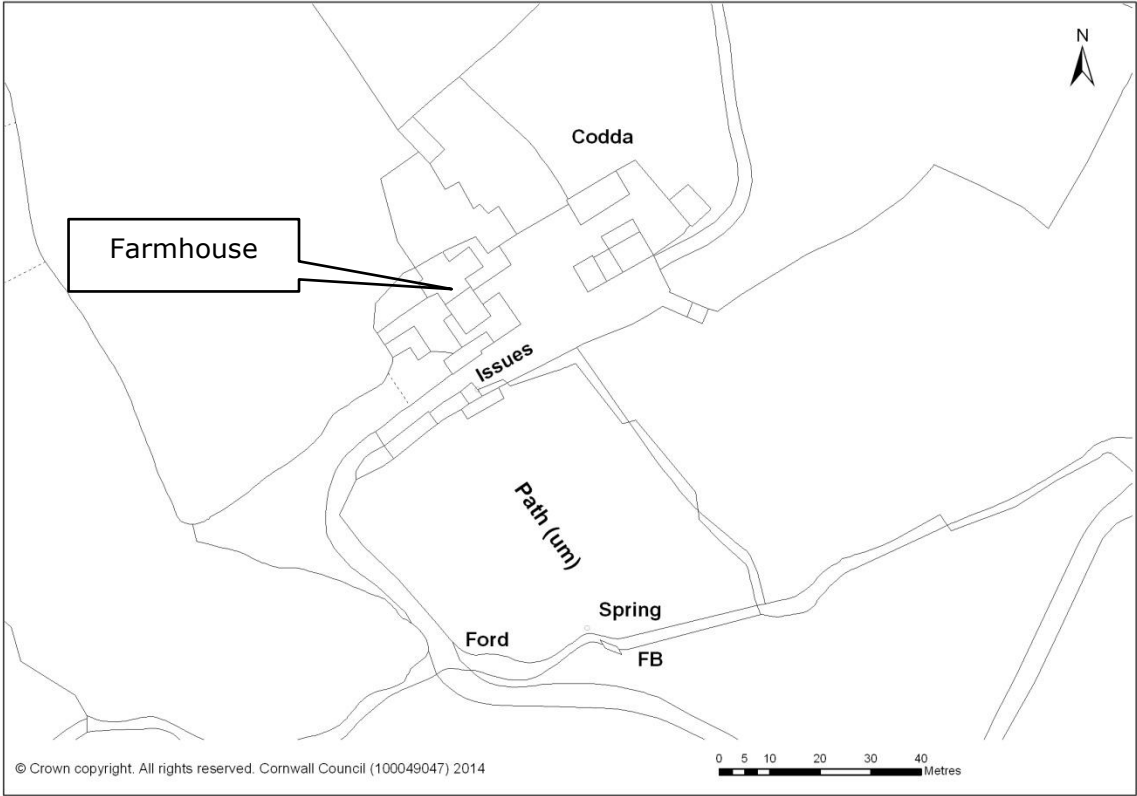 N
Codda
Farmhouse
Issues
Path (um)
Spring
Ford
FB
0 5 10 20 30 40
Metres
© Crown copyright. All rights reserved. Cornwall Council (100049047) 2014